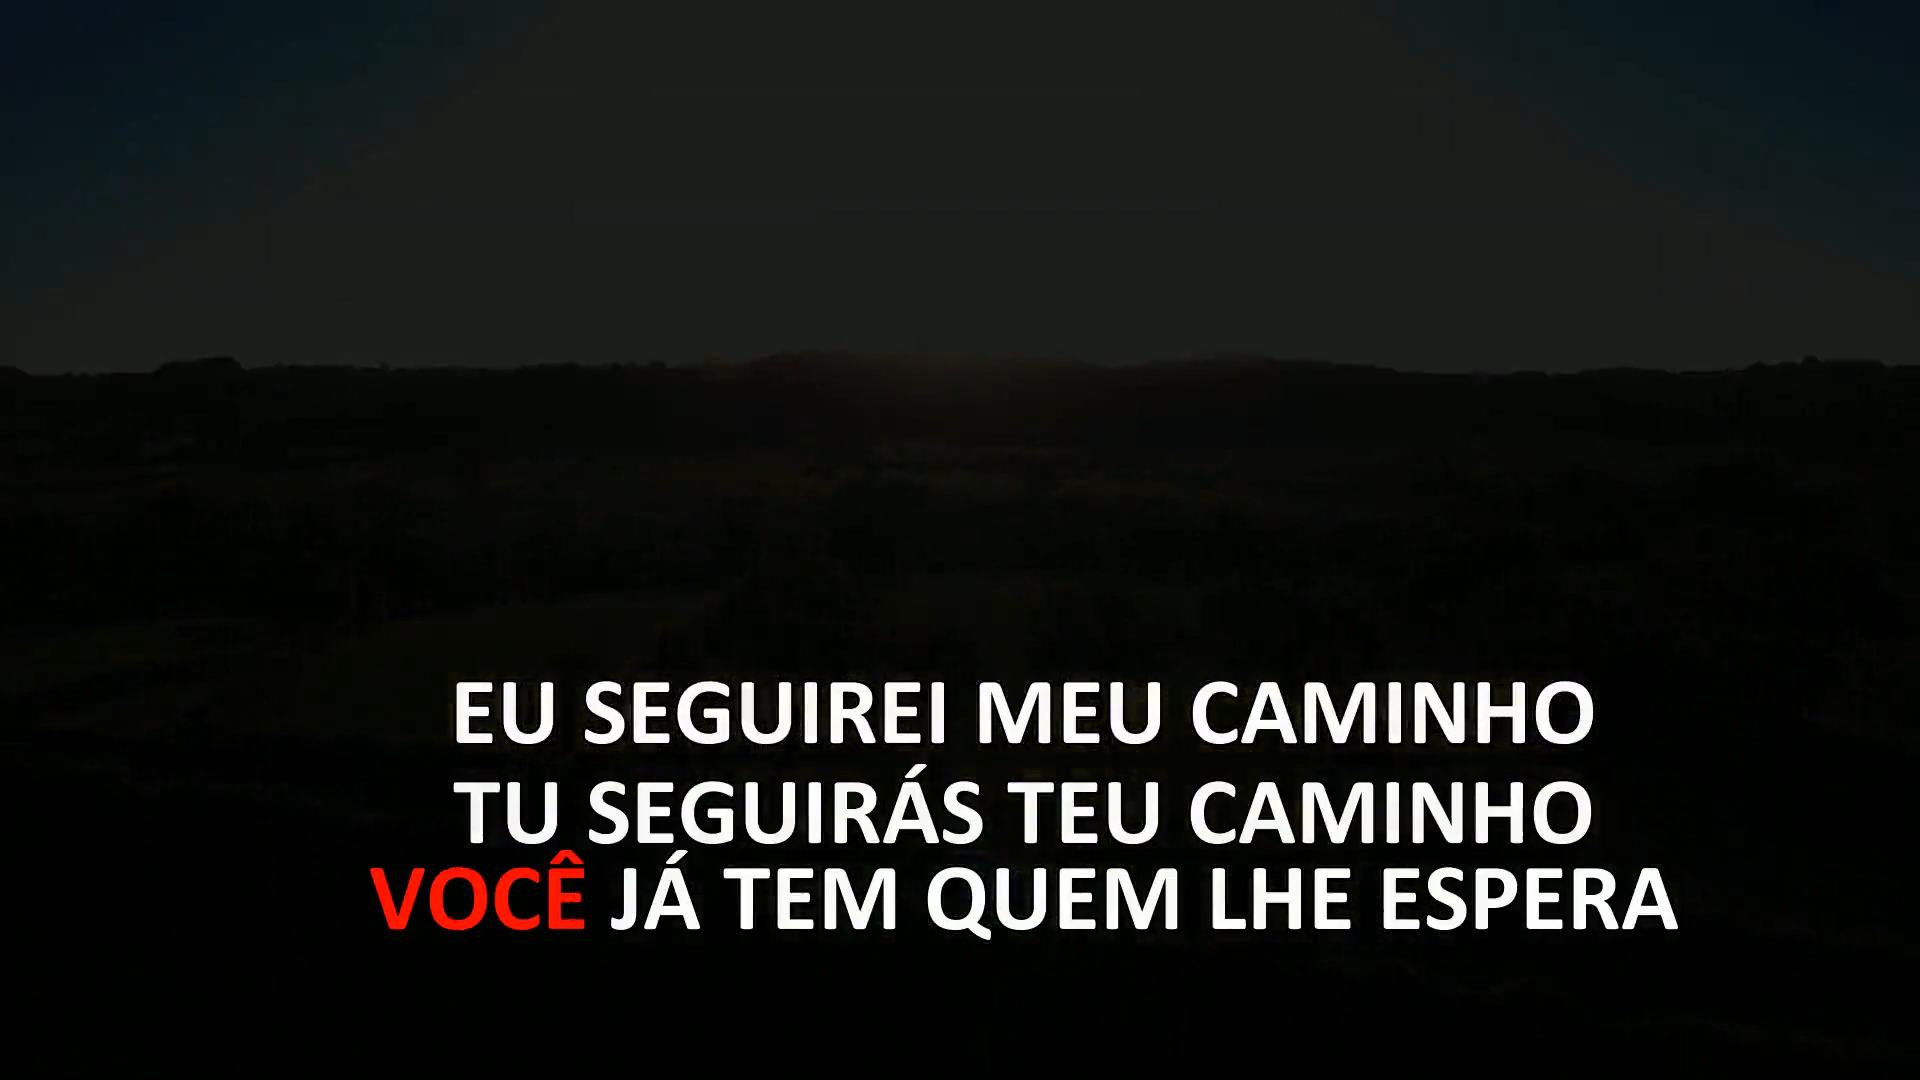 EU SEGUIREI MEU CAMINHO
TU SEGUIRÁS TEU CAMINHO
VOCÊ JÁ TEM QUEM LHE ESPERA